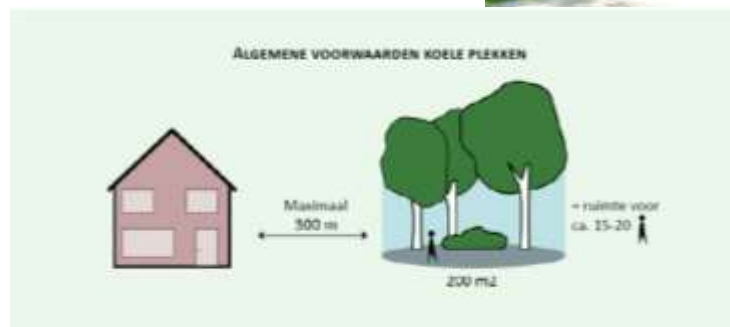 ALGEMENE VOORWAARDEN KOELE PLEKKEN
Maximaal
300 m
= ruimte voor
ca. 15-20
200 m2